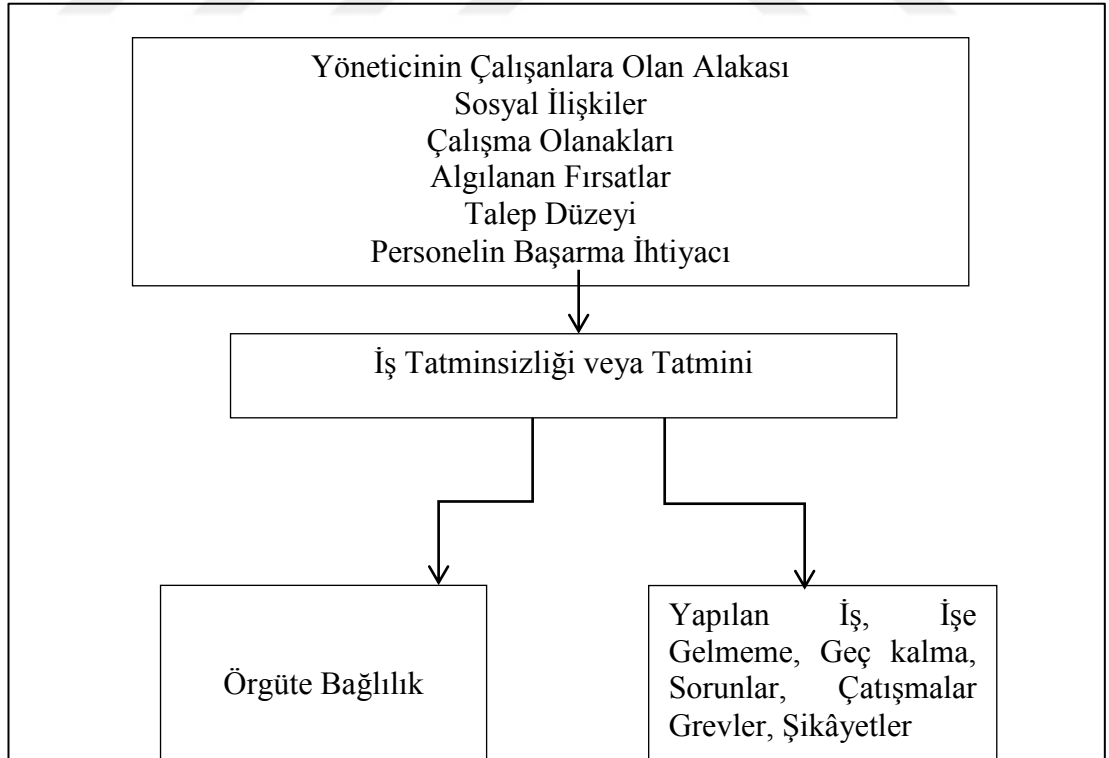 Yöneticinin Çalışanlara Olan Alakası
Sosyal İlişkiler
Çalışma Olanakları
Algılanan Fırsatlar
Talep Düzeyi
Personelin Başarma İhtiyacı
İş Tatminsizliği veya Tatmini
Örgüte Bağlılık
Yapılan İş, İşe
Gelmeme, Geç kalma,
Sorunlar, Çatışmalar
Grevler, Şikâyetler